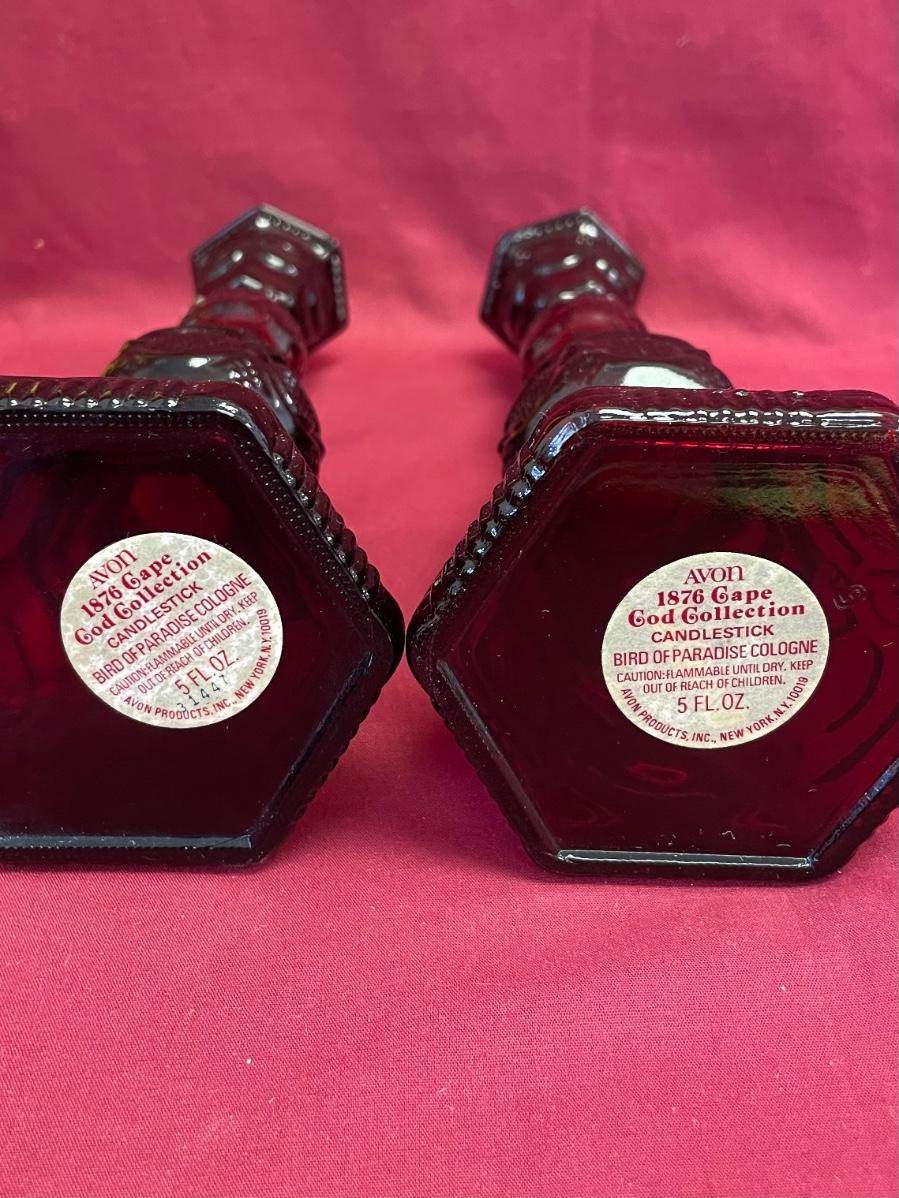 AVON
1876 Cape
Cod Collection
CANDLESTICK
BIRD OF PARADISE COLOGNE
CAUTION:FLAMMABLE UNTIL DRY. KEEP
OUT OF REACH OF CHILDREN.
5 FL.OZ.
31447
AVON PRODUCTS, INC., NEW YORK, N.Y. 10019
AVON
1876 Cape
Cod Collection
CANDLESTICK
BIRD OF PARADISE COLOGNE
CAUTION:FLAMMABLE UNTIL DRY. KEEP
OUT OF REACH OF CHILDREN.
5 FL.OZ.
AVON PRODUCTS, INC., NEW YORK, N.Y. 10019